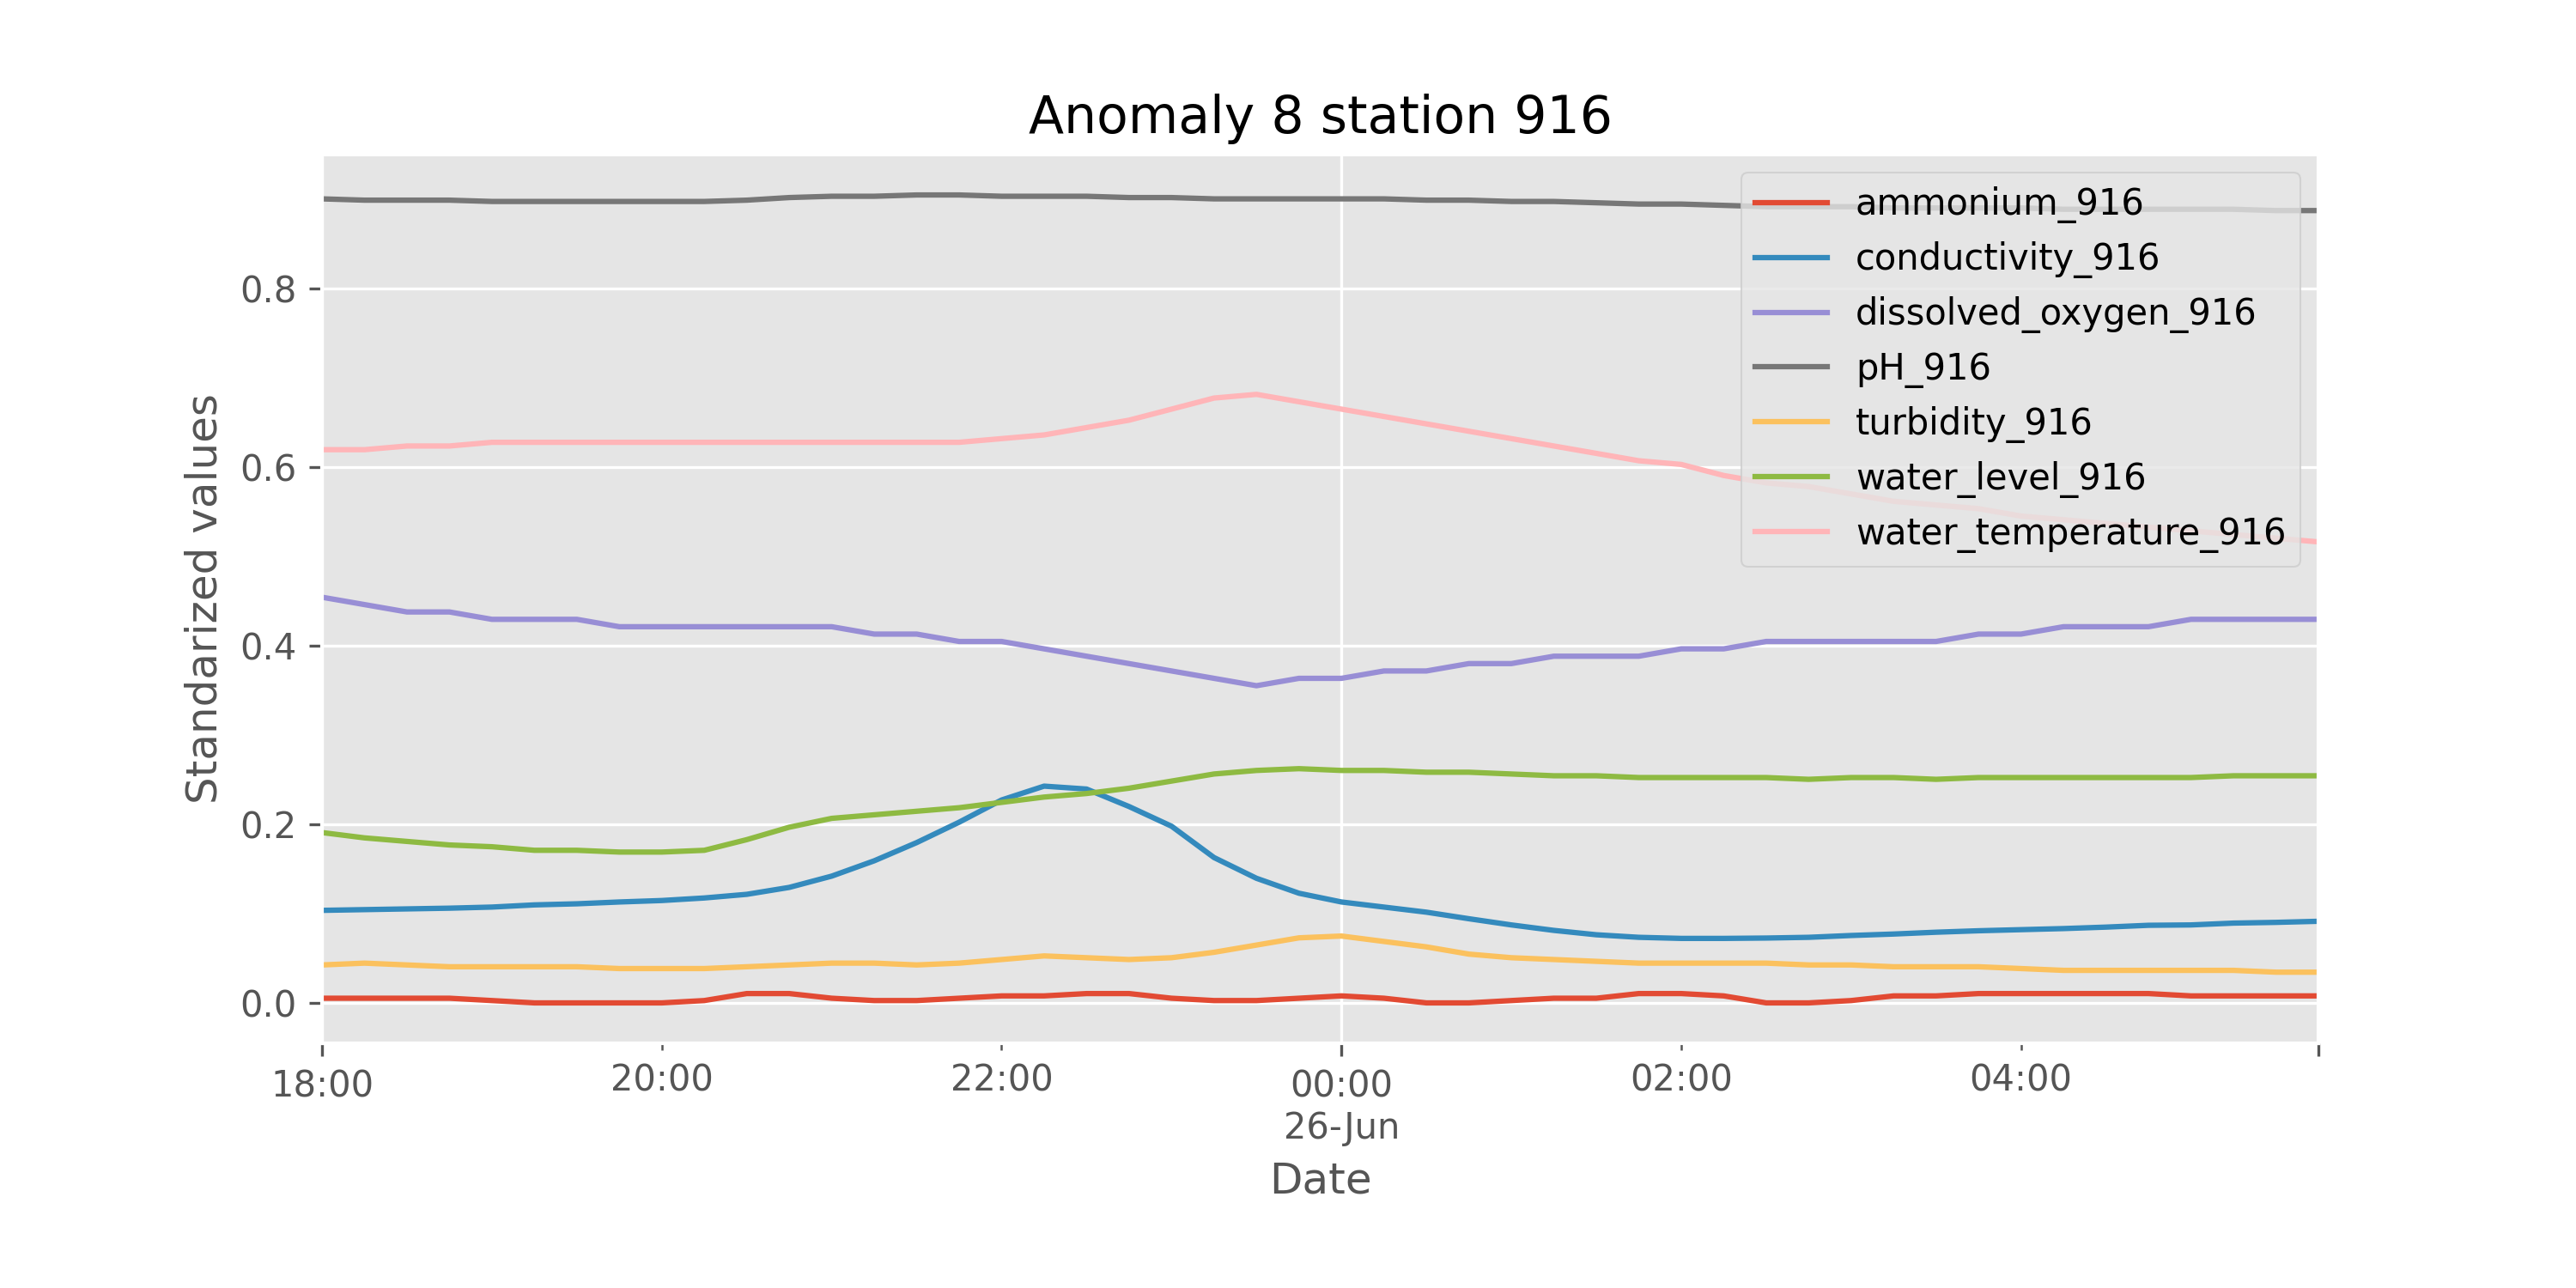 Anomaly 8 station 916
Standarized values
0.8
0.6
0.4
0.2
0.0
ammonium_916
conductivity_916
dissolved_oxygen_916
pH_916
turbidity_916
water_level_916
water_temperature_916
18:00 20:00 22:00 00:00 02:00 04:00
26-Jun
Date